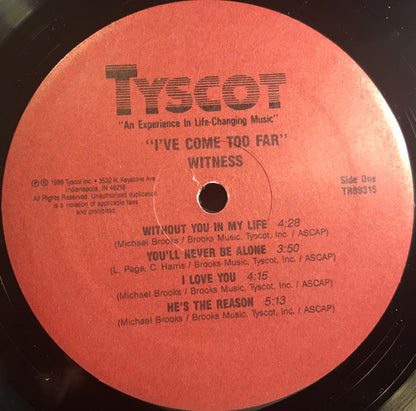 TYSCOT
"An Experience In Life-Changing Music"
"I'VE COME TOO FAR"
WITNESS
Ⓟ © 1989 Tyscot Inc. • 3532 N. Keystone Ave.
Indianapolis, IN 46218
All Rights Reserved. Unauthorized duplication
is a violation of applicable laws
and prohibited.
Side One
TR89315
WITHOUT YOU IN MY LIFE 4:28
(Michael Brooks / Brooks Music, Tyscot, Inc. / ASCAP)
YOU'LL NEVER BE ALONE 3:50
(L. Page, C. Harris / Brooks Music, Tyscot, Inc. / ASCAP)
I LOVE YOU 4:15
(Michael Brooks / Brooks Music, Tyscot, Inc. / ASCAP)
HE'S THE REASON 5:13
(Michael Brooks / Brooks Music, Tyscot, Inc. / ASCAP)